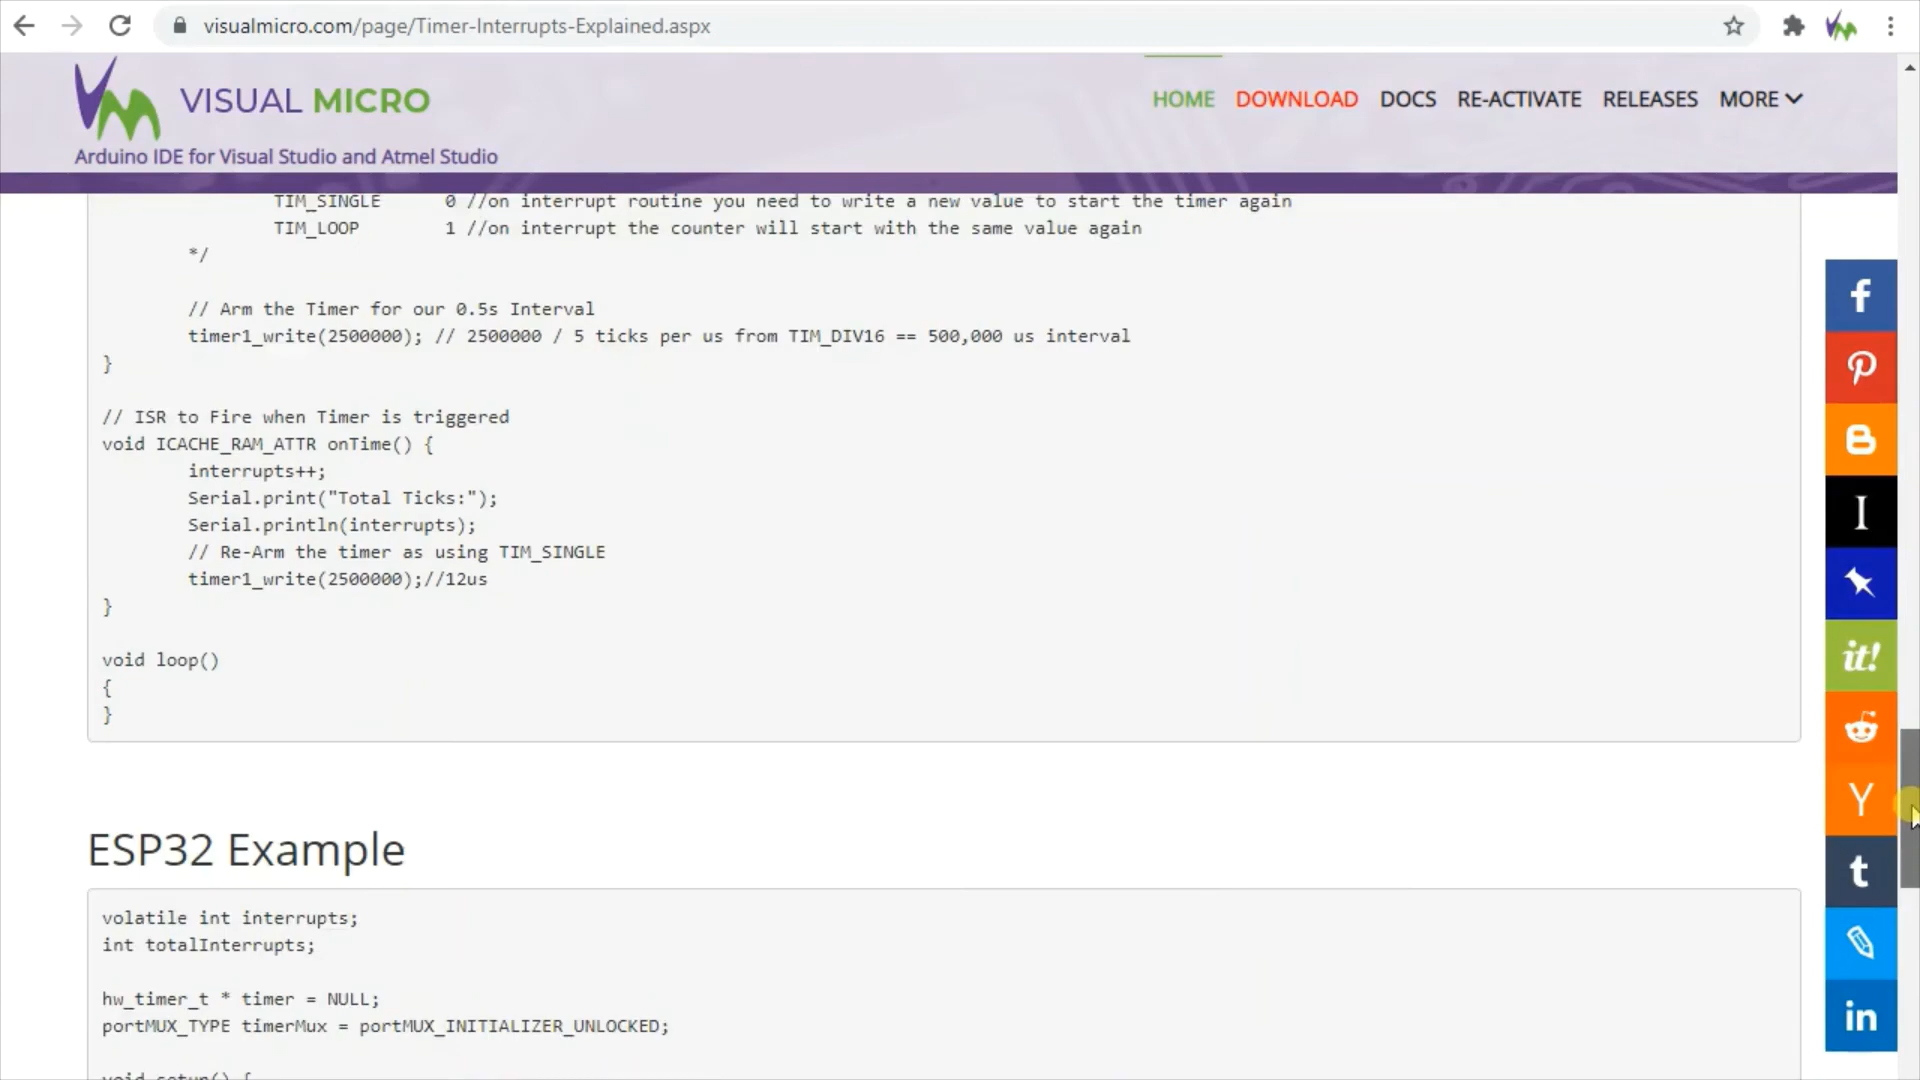 visualmicro.com/page/Timer-Interrupts-Explained.aspx
VISUAL MICRO
Arduino IDE for Visual Studio and Atmel Studio
HOME DOWNLOAD DOCS RE-ACTIVATE RELEASES MORE
TIM_SINGLE 0 //on interrupt routine you need to write a new value to start the timer again
TIM_LOOP 1 //on interrupt the counter will start with the same value again
*/
// Arm the Timer for our 0.5s Interval
timer1_write(2500000); // 2500000 / 5 ticks per us from TIM_DIV16 == 500,000 us interval
}
// ISR to Fire when Timer is triggered
void ICACHE_RAM_ATTR onTime() {
interrupts++;
Serial.print("Total Ticks:");
Serial.println(interrupts);
// Re-Arm the timer as using TIM_SINGLE
timer1_write(2500000);//12us
}
void loop()
{
}
ESP32 Example
volatile int interrupts;
int totalInterrupts;
hw_timer_t * timer = NULL;
portMUX_TYPE timerMux = portMUX_INITIALIZER_UNLOCKED;
void setup() {
f
B
I
it!
Y
t
in